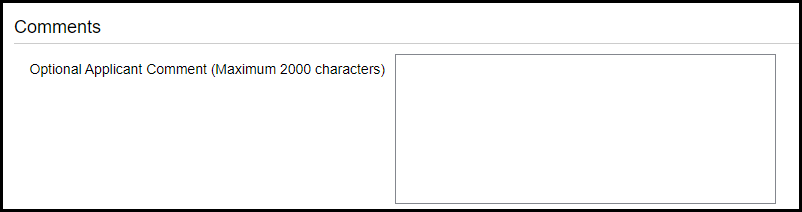 Comments
Optional Applicant Comment (Maximum 2000 characters)